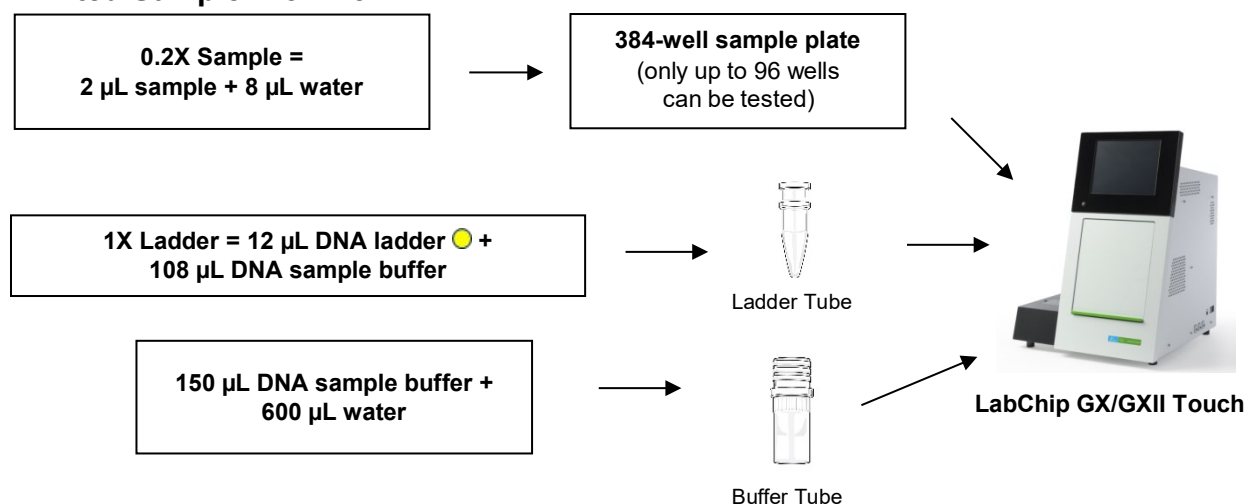 0.2X Sample =
2 µL sample + 8 µL water
384-well sample plate
(only up to 96 wells
can be tested)
1X Ladder = 12 µL DNA ladder +
108 µL DNA sample buffer
Ladder Tube
150 µL DNA sample buffer +
600 µL water
Buffer Tube
LabChip GX/GXII Touch